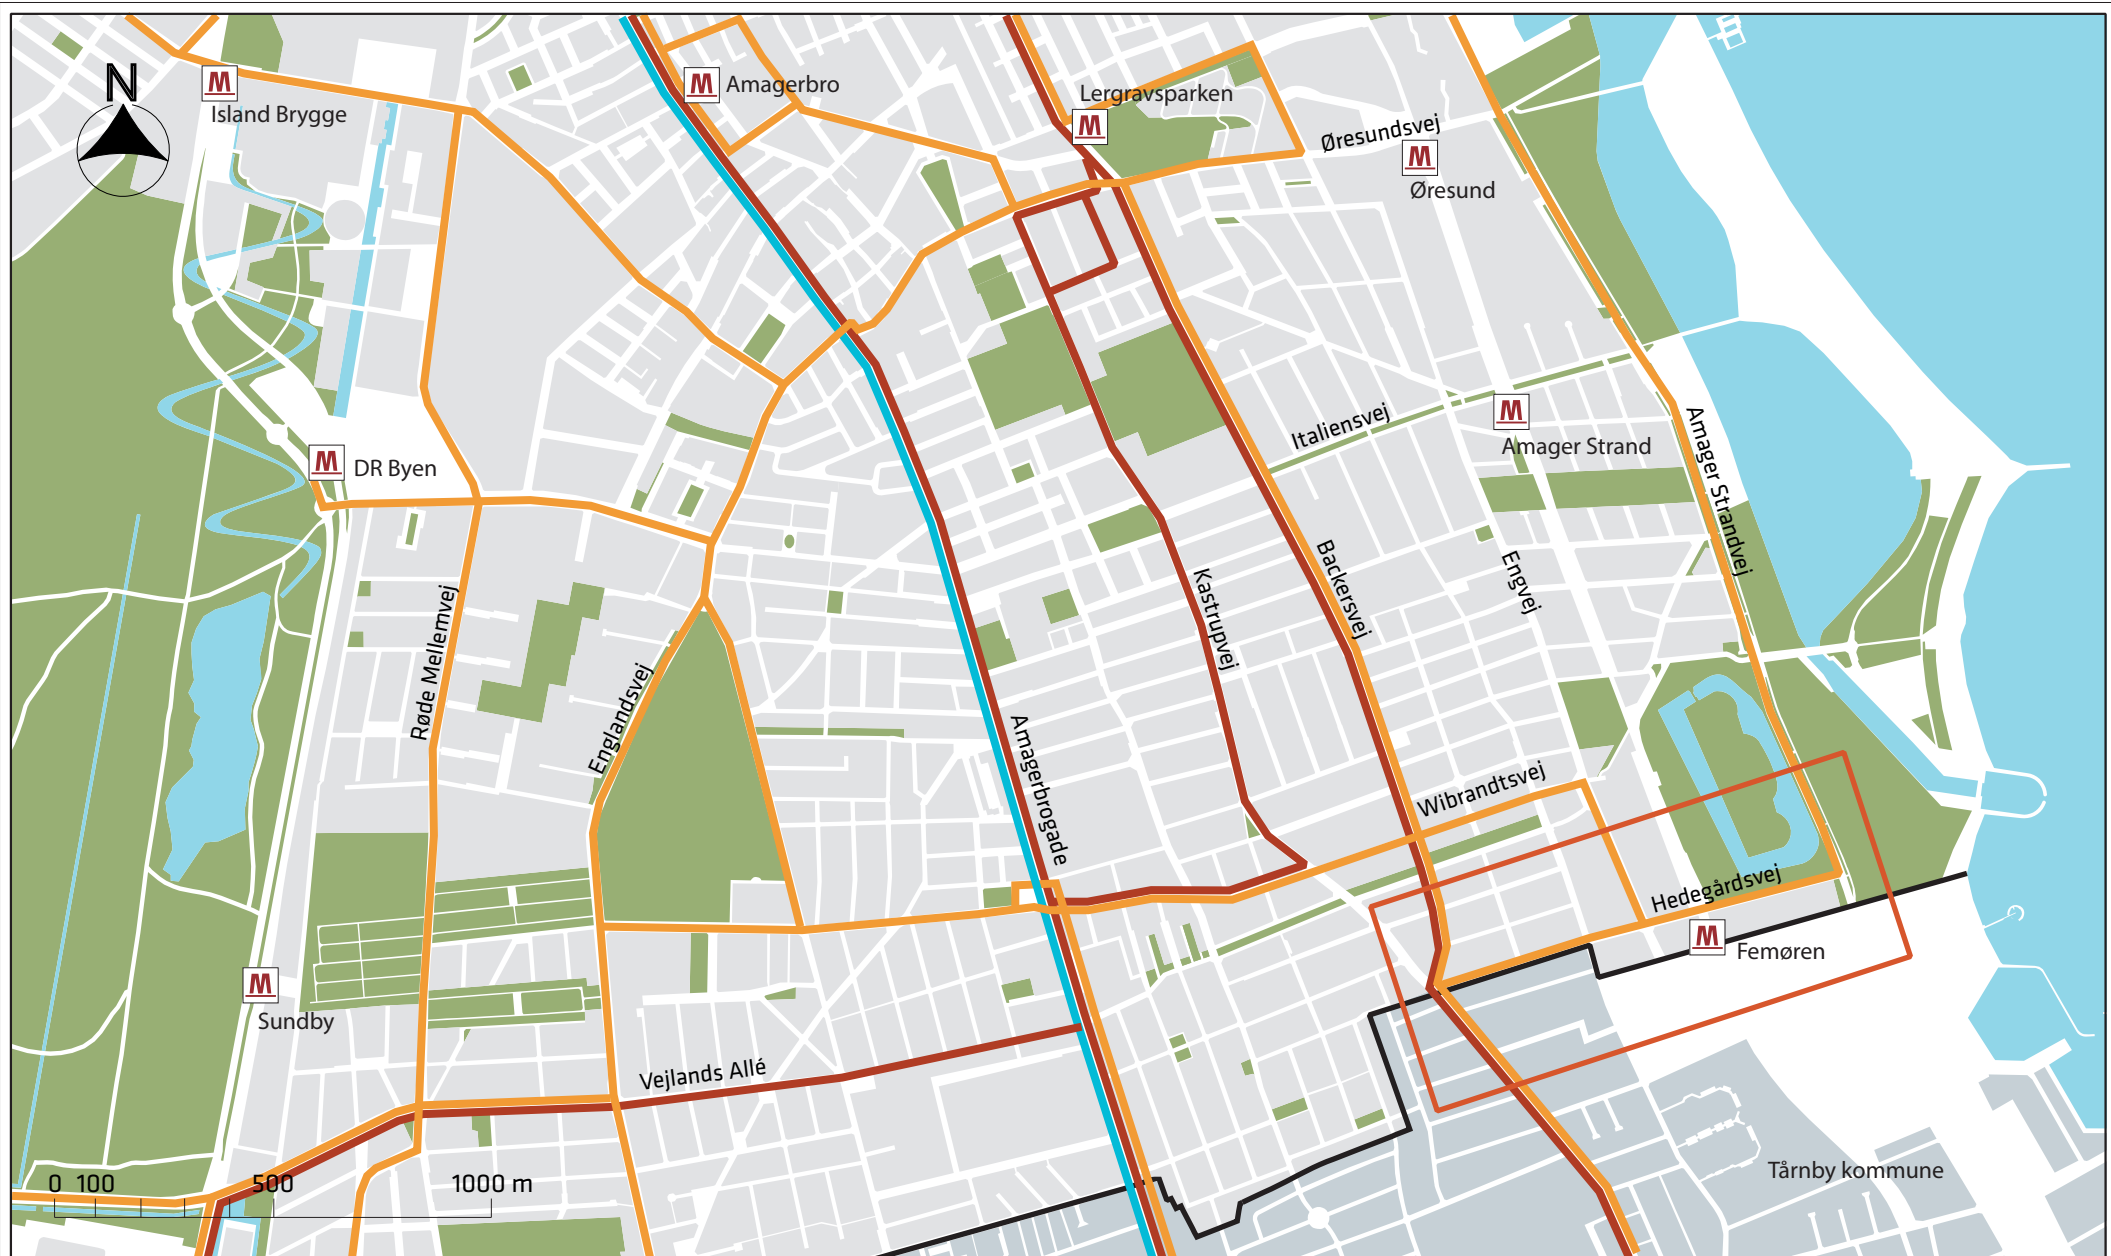 N
M
Island Brygge
M
Amagerbro
Lergravsparken
M
Øresundsvej
M
Øresund
M
DR Byen
Italiensvej
M
Amager Strand
Amager Strandvej
Røde Mellemvej
Englandsvej
Kastrupvej
Backersvej
Engvej
Amagerbrogade
Wibrandtsvej
Hedegårdsvej
M
Femøren
M
Sundby
Vejlands Allé
Tårnby kommune
0 100 500 1000 m